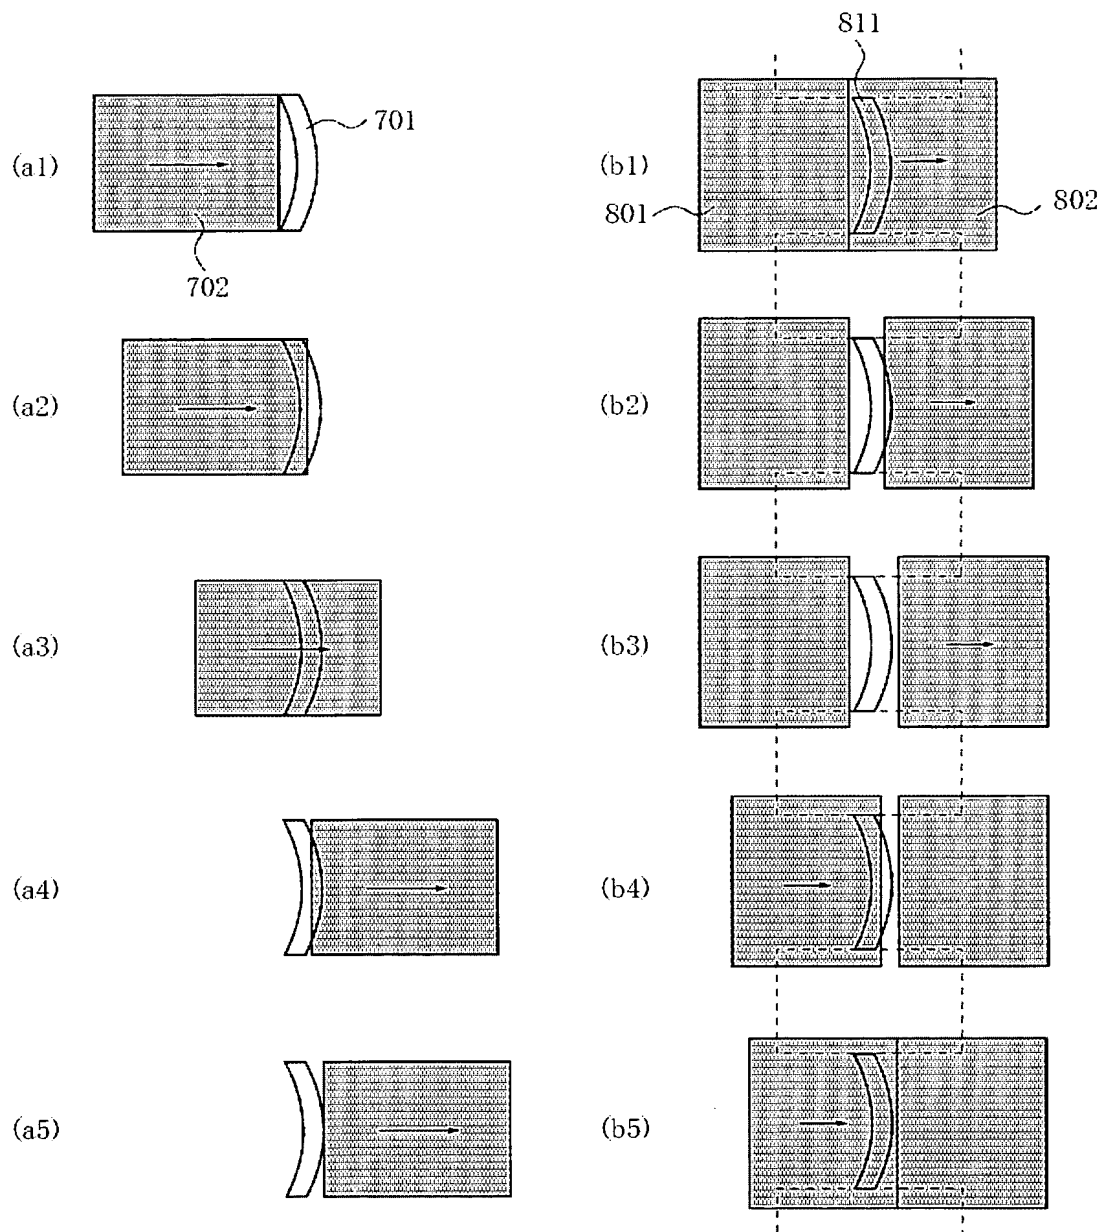 811
701
(a1)
(b1)
801
802
702
(a2)
(b2)
(a3)
(b3)
(a4)
(b4)
(a5)
(b5)